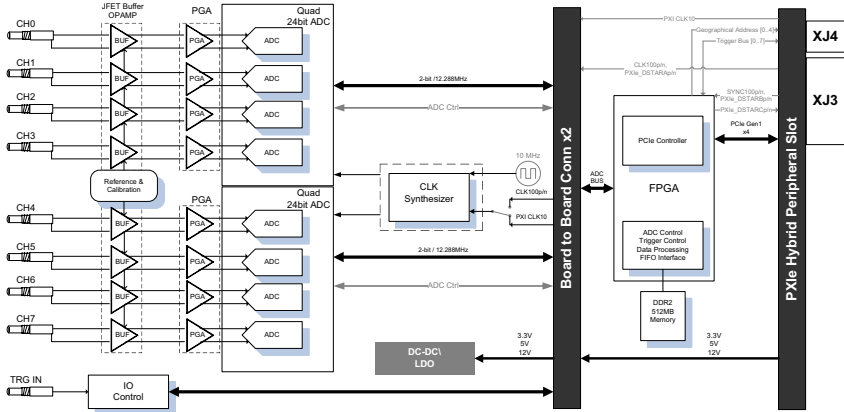 JFET Buffer
OPAMP
PGA
Quad
24bit ADC
CH0
BUF
PGA
ADC
CH1
BUF
PGA
ADC
CH2
BUF
PGA
ADC
CH3
BUF
PGA
ADC
Reference &
Calibration
PGA
Quad
24bit ADC
CH4
BUF
PGA
ADC
CH5
BUF
PGA
ADC
CH6
BUF
PGA
ADC
CH7
BUF
PGA
ADC
TRG IN
IO
Control
2-bit /12.288MHz
ADC Ctrl
10 MHz
CLK
Synthesizer
CLK100p/n
PXI CLK10
2-bit / 12.288MHz
ADC Ctrl
DC-DC\
LDO
3.3V
5V
12V
Board to Board Conn x2
PXI CLK10
Geographical Address [0..4]
Trigger Bus [0..7]
CLK100p/n,
PXIe_DSTARAp/n
SYNC100p/n,
PXIe_DSTARBp/n
PXIe_DSTARCp/n
PCIe Controller
PCIe Gen1
x4
ADC
BUS
FPGA
ADC Control
Trigger Control
Data Processing
FIFO Interface
DDR2
512MB
Memory
3.3V
5V
12V
PXIe Hybrid Peripheral Slot
XJ4
XJ3